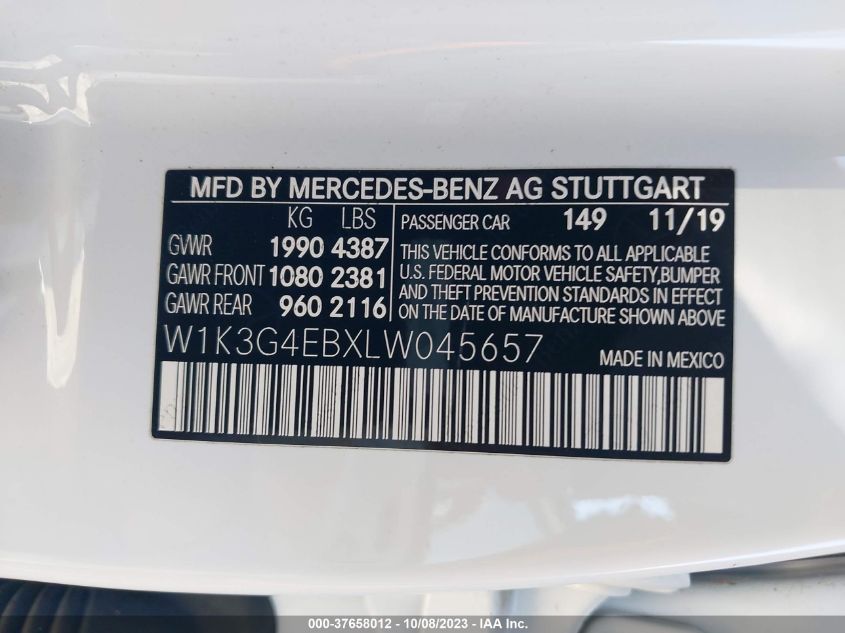 MFD BY MERCEDES-BENZ AG STUTTGART
KG LBS
GVWR 1990 4387
GAWR FRONT 1080 2381
GAWR REAR 960 2116
PASSENGER CAR 149 11/19
THIS VEHICLE CONFORMS TO ALL APPLICABLE
U.S. FEDERAL MOTOR VEHICLE SAFETY, BUMPER
AND THEFT PREVENTION STANDARDS IN EFFECT
ON THE DATE OF MANUFACTURE SHOWN ABOVE
W1K3G4EBXLW045657 MADE IN MEXICO
000-37658012 - 10/08/2023 - IAA Inc.